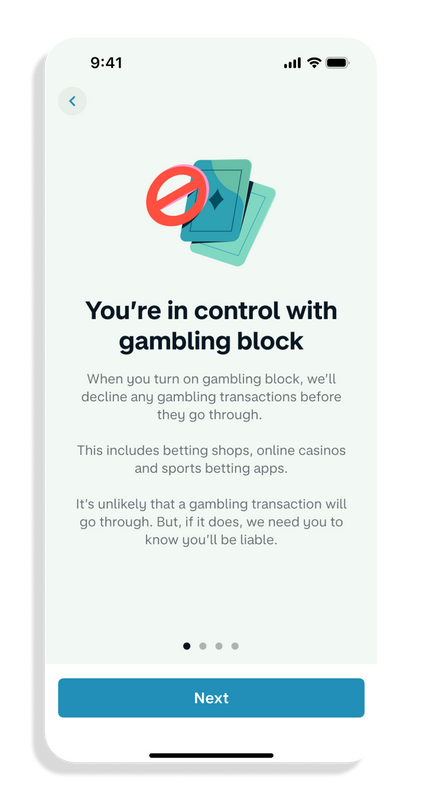 9:41
You're in control with
gambling block
When you turn on gambling block, we'll
decline any gambling transactions before
they go through.
This includes betting shops, online casinos
and sports betting apps.
It's unlikely that a gambling transaction will
go through. But, if it does, we need you to
know you'll be liable.
Next